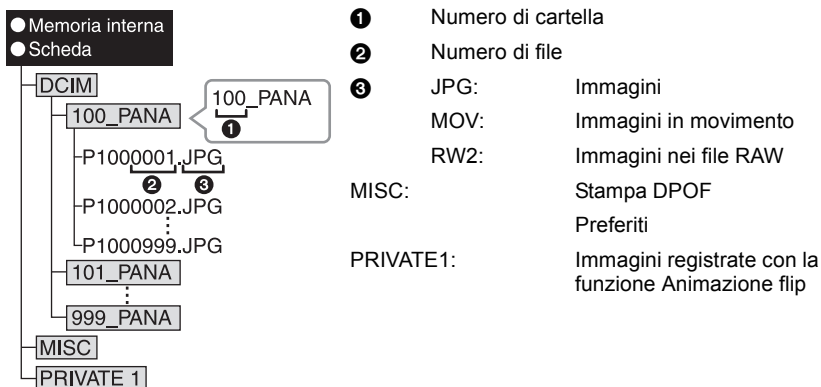 ● Memoria interna
● Scheda
DCIM
100_PANA
100_PANA
❶
P1000001.JPG
❷ ❸
P1000002.JPG
P1000999.JPG
101_PANA
999_PANA
MISC
PRIVATE 1
❶ Numero di cartella
❷ Numero di file
❸ JPG: Immagini
MOV: Immagini in movimento
RW2: Immagini nei file RAW
MISC: Stampa DPOF
Preferiti
PRIVATE1: Immagini registrate con la
funzione Animazione flip